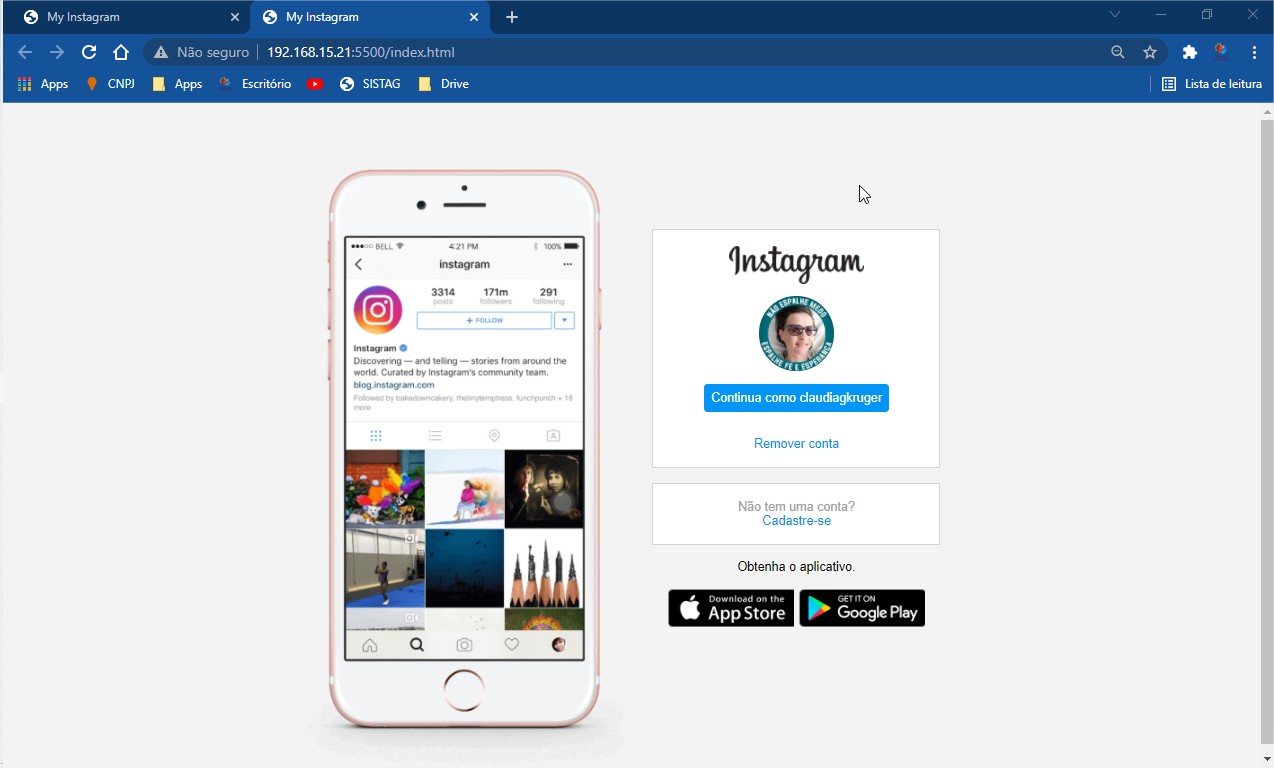 My Instagram
My Instagram
Não seguro
192.168.15.21:5500/index.html
Apps
CNPJ
Apps
Escritório
SISTAG
Drive
Lista de leitura
BELL
4:21 PM
100%
instagram
3314
171m
291
posts
followers
following
+ FOLLOW
Instagram
Discovering — and telling — stories from around the
world. Curated by Instagram's community team.
blog.instagram.com
Followed by bakedowncakery, thetinytemptress, funchpunch + 18
more
Instagram
NÃO ESPALHE MEDO
ESPALHE FÉ E ESPERANÇA
Continua como claudiagkruger
Remover conta
Não tem uma conta?
Cadastre-se
Obtenha o aplicativo.
Download on the
App Store
GET IT ON
Google Play